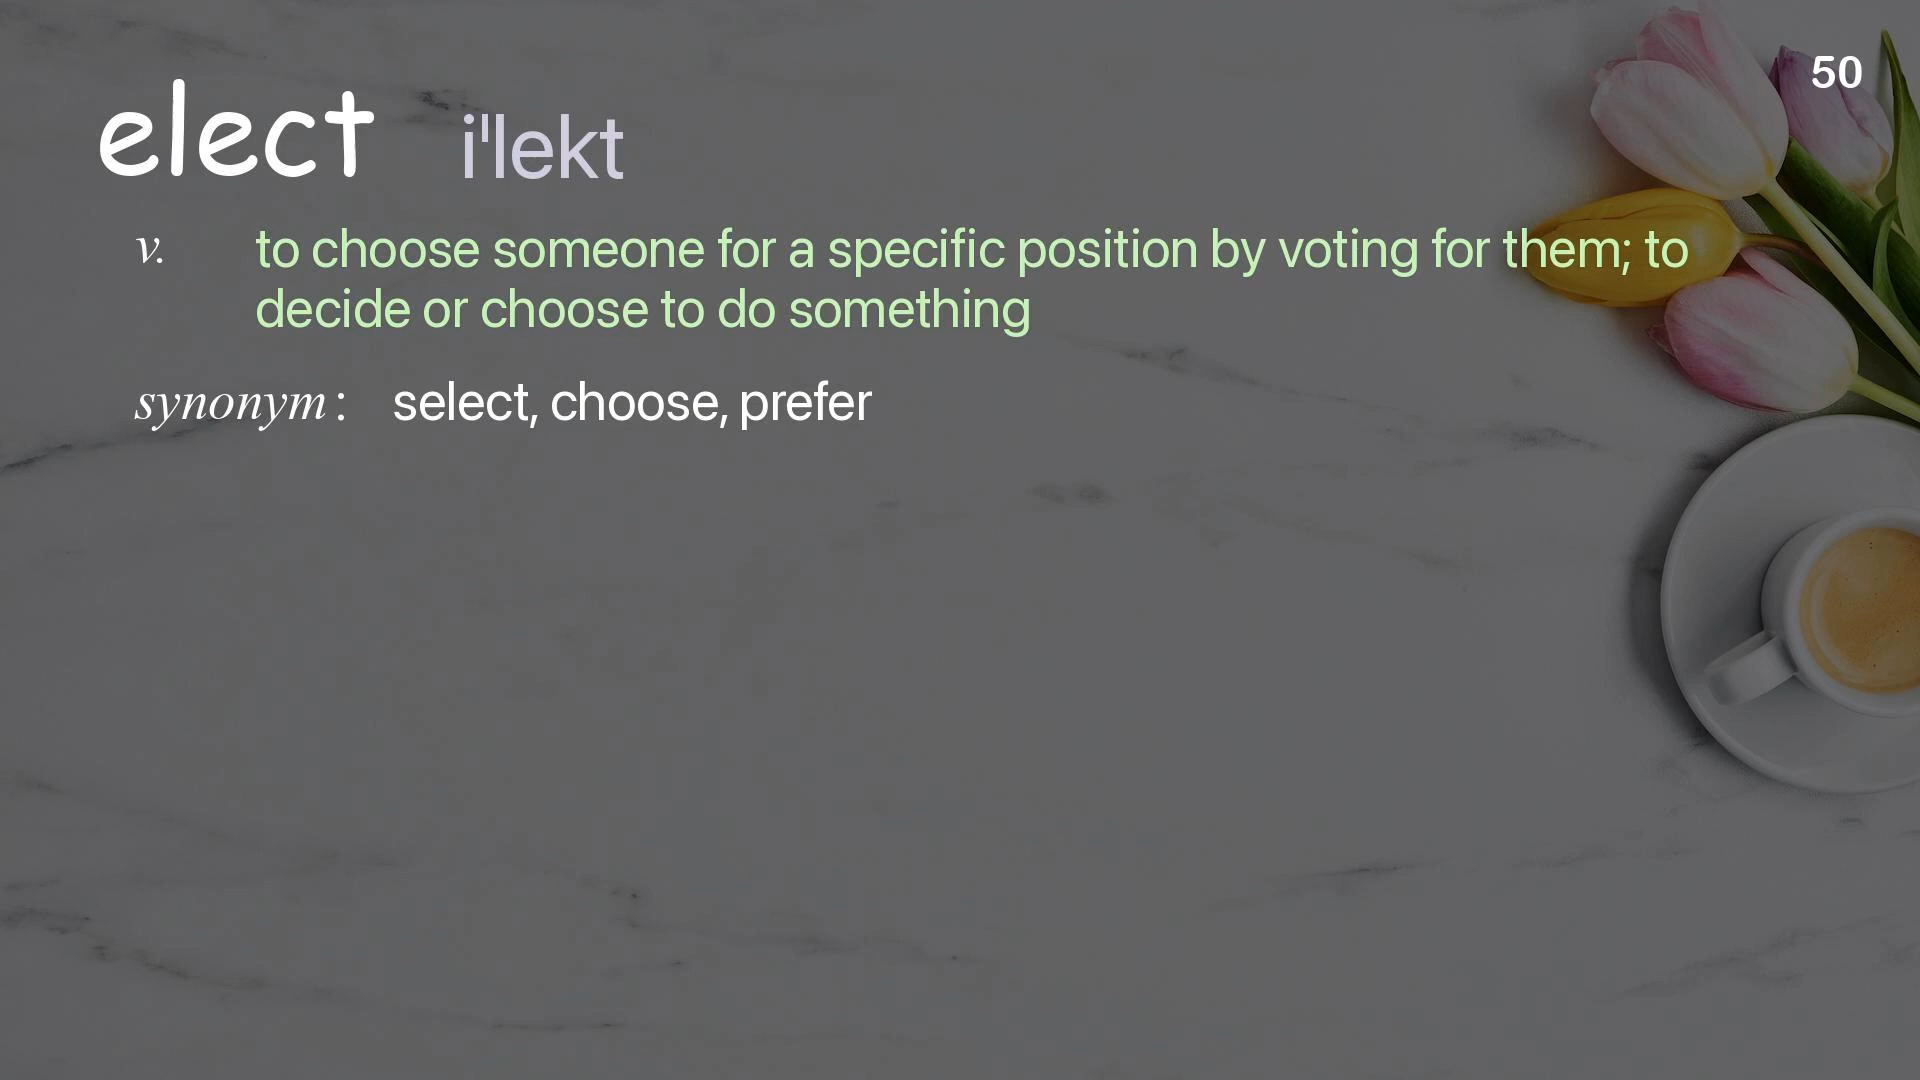 50
elect iˈlekt
v. to choose someone for a specific position by voting for them; to
decide or choose to do something
synonym: select, choose, prefer